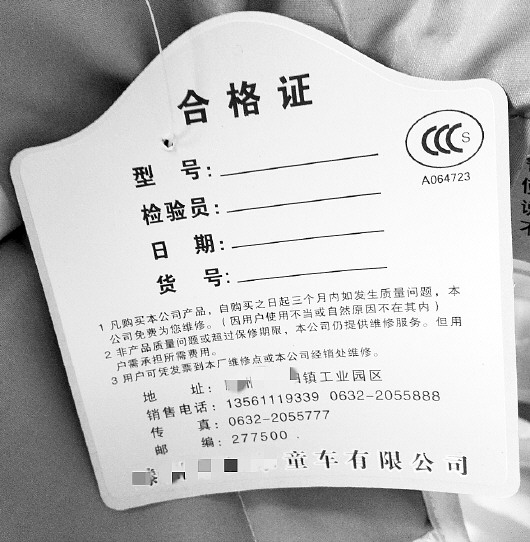 合格证
CCC S
A064723
型 号:
检验员:
日 期:
货 号:
1 凡购买本公司产品，自购买之日起三个月内如发生质量问题，本
公司免费为您维修。（因用户使用不当或自然原因不在其内）
2 非产品质量问题或超过保修期限，本公司仍提供维修服务。但用
户需承担所需费用。
3 用户可凭发票到本厂维修点或本公司经销处维修。
地 址: 镇工业园区
销售电话: 13561119339 0632-2055888
传 真: 0632-2055777
邮 编: 277500 .
童车有限公司